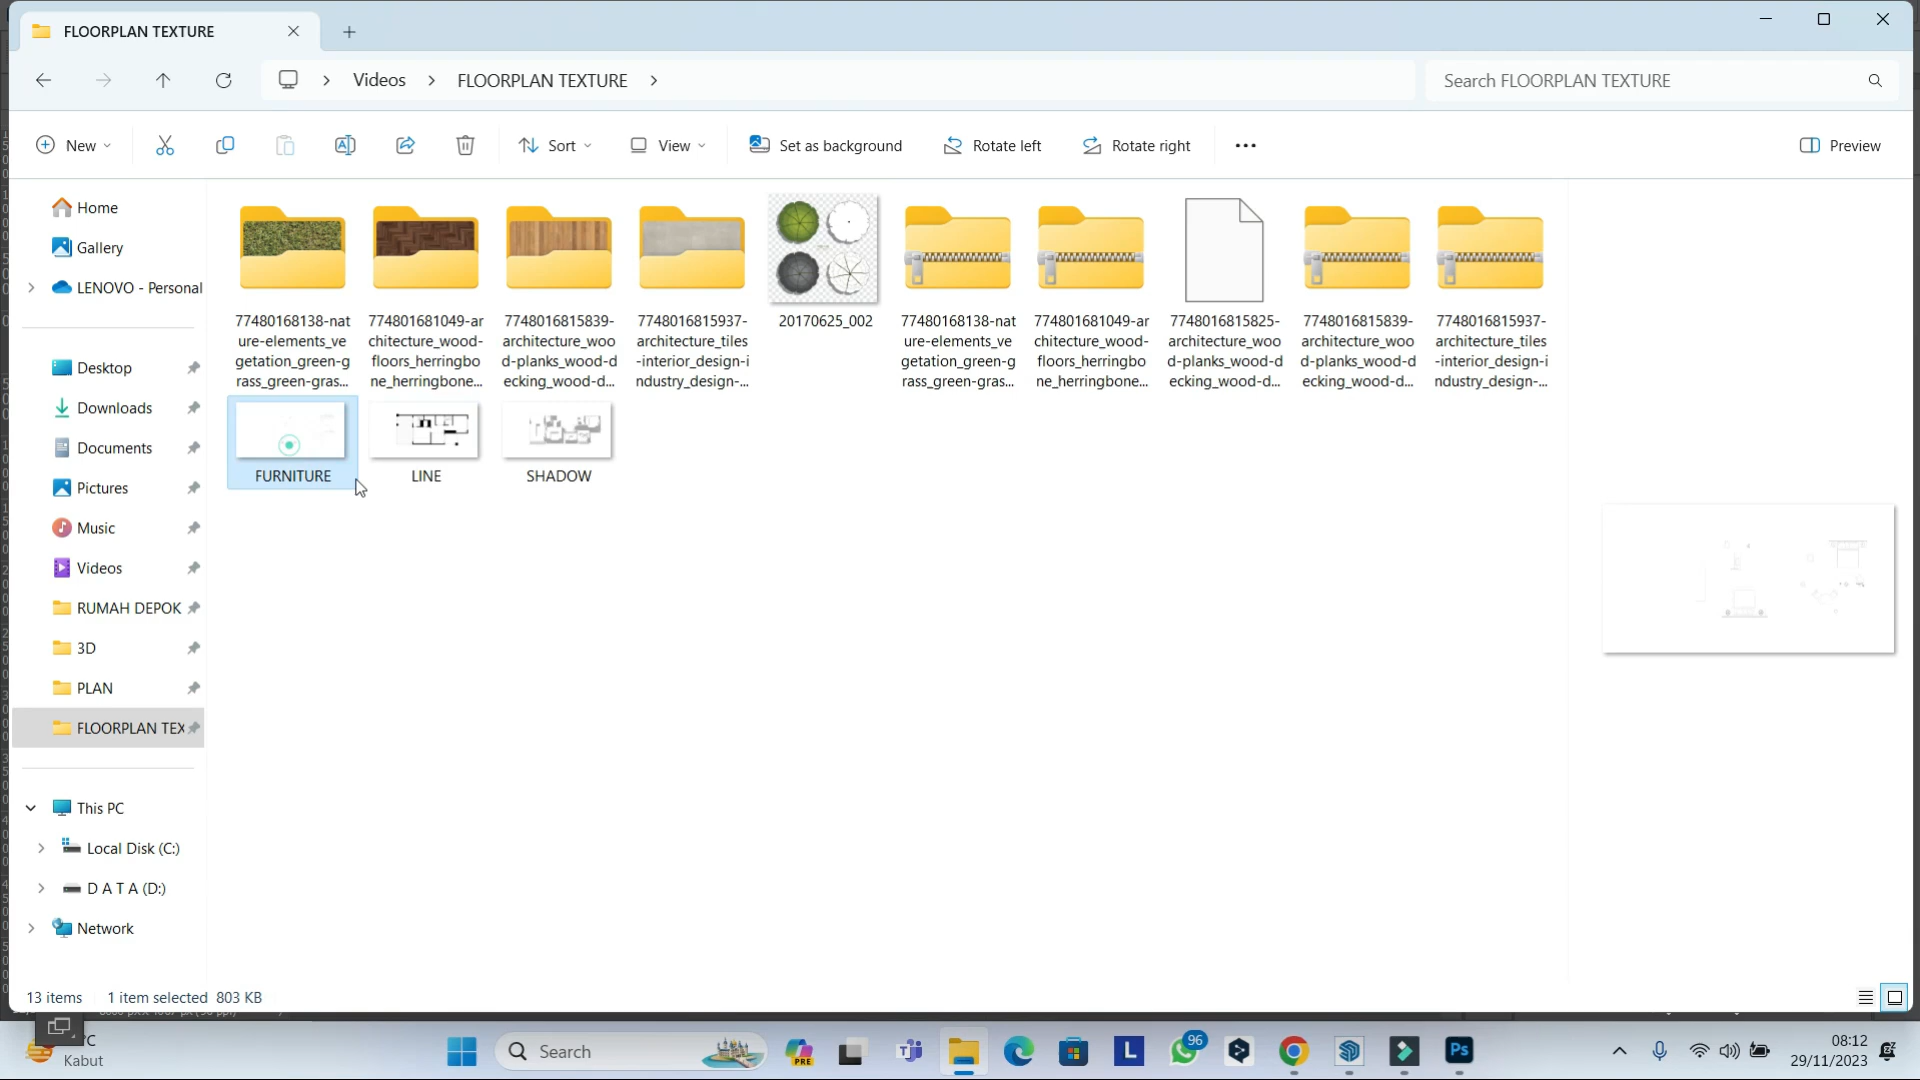 FLOORPLAN TEXTURE
Videos
FLOORPLAN TEXTURE
Search FLOORPLAN TEXTURE
New
Sort
View
Set as background
Rotate left
Rotate right
Preview
Home
Gallery
LENOVO - Personal
Desktop
Downloads
Documents
Pictures
Music
Videos
RUMAH DEPOK
3D
PLAN
FLOORPLAN TEX
This PC
Local Disk (C:)
D A T A (D:)
Network
77480168138-nat
ure-elements_ve
getation_green-g
rass_green-gras...
774801681049-ar
chitecture_wood-
floors_herringbo
ne_herringbone...
7748016815839-
architecture_woo
d-planks_wood-d
ecking_wood-d...
7748016815937-
architecture_tiles
-interior_design-i
ndustry_design-...
20170625_002
77480168138-nat
ure-elements_ve
getation_green-g
rass_green-gras...
774801681049-ar
chitecture_wood-
floors_herringbo
ne_herringbone...
7748016815825-
architecture_woo
d-planks_wood-d
ecking_wood-d...
7748016815839-
architecture_woo
d-planks_wood-d
ecking_wood-d...
7748016815937-
architecture_tiles
-interior_design-i
ndustry_design-...
FURNITURE
LINE
SHADOW
13 items
1 item selected 803 KB
Kabut
Search
PRE
L
96
Ps
08:12
29/11/2023